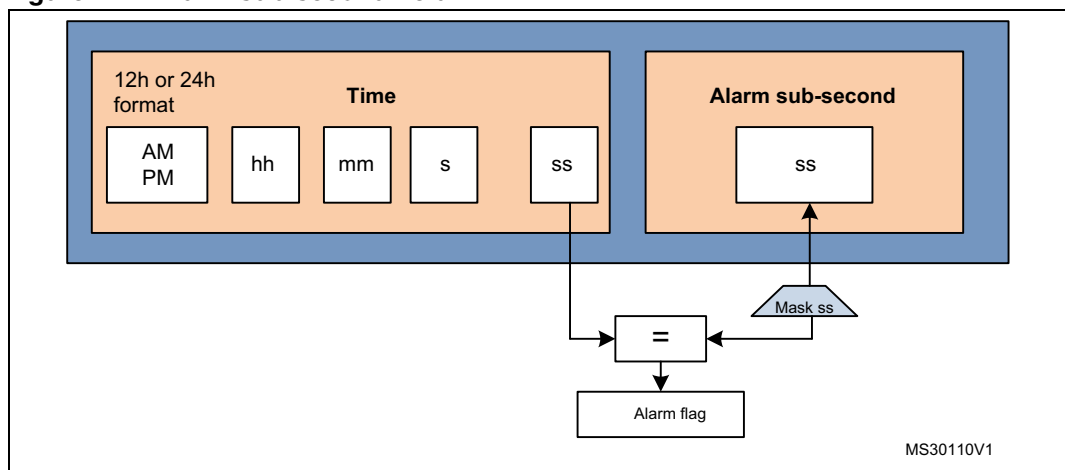 12h or 24h
format
Time
AM
PM
hh
mm
s
ss
Alarm sub-second
ss
Mask ss
=
Alarm flag
MS30110V1